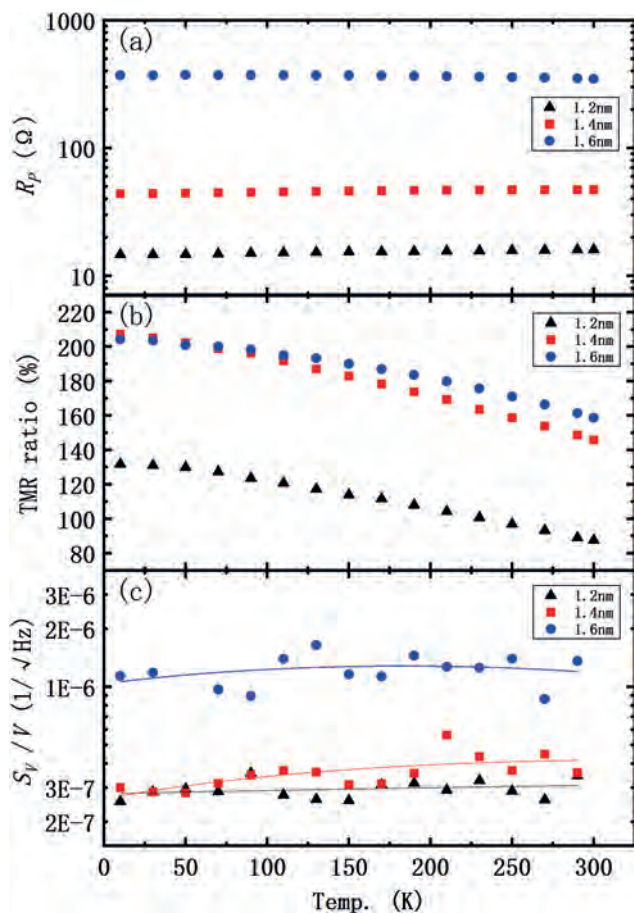 1000
(a)
1.2nm
1.4nm
1.6nm
100
10
R_p (Ω)
220
(b)
200
180
160
140
120
100
80
1.2nm
1.4nm
1.6nm
TMR ratio (%)
3E-6
(c)
2E-6
1E-6
3E-7
2E-7
1.2nm
1.4nm
1.6nm
S_V/V (1/√Hz)
0 50 100 150 200 250 300
Temp. (K)